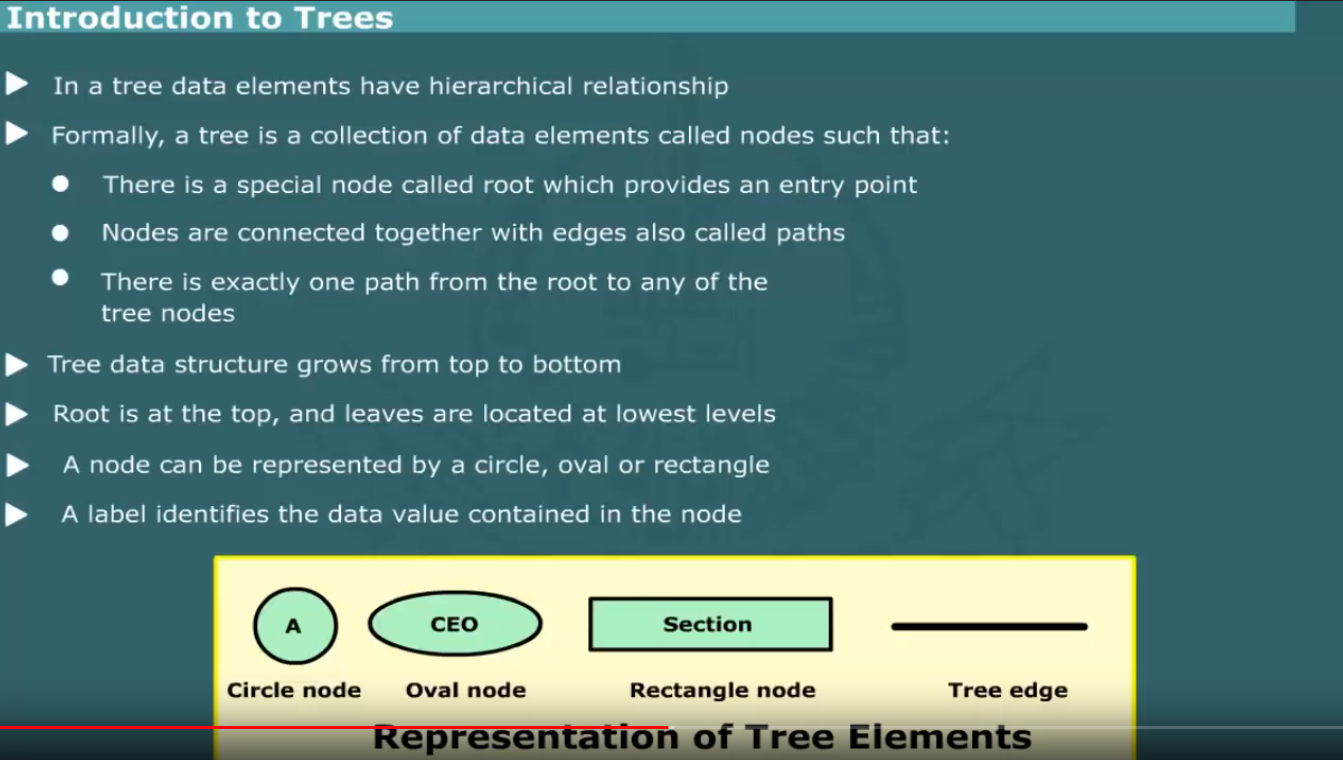 Introduction to Trees
In a tree data elements have hierarchical relationship
Formally, a tree is a collection of data elements called nodes such that:
There is a special node called root which provides an entry point
Nodes are connected together with edges also called paths
There is exactly one path from the root to any of the
tree nodes
Tree data structure grows from top to bottom
Root is at the top, and leaves are located at lowest levels
A node can be represented by a circle, oval or rectangle
A label identifies the data value contained in the node
A
CEO
Section
Circle node
Oval node
Rectangle node
Tree edge
Representation of Tree Elements